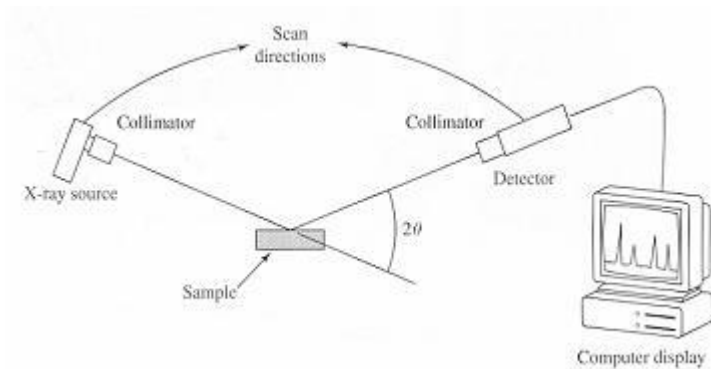 Scan
directions
Collimator
Collimator
X-ray source
Detector
2θ
Sample
Computer display